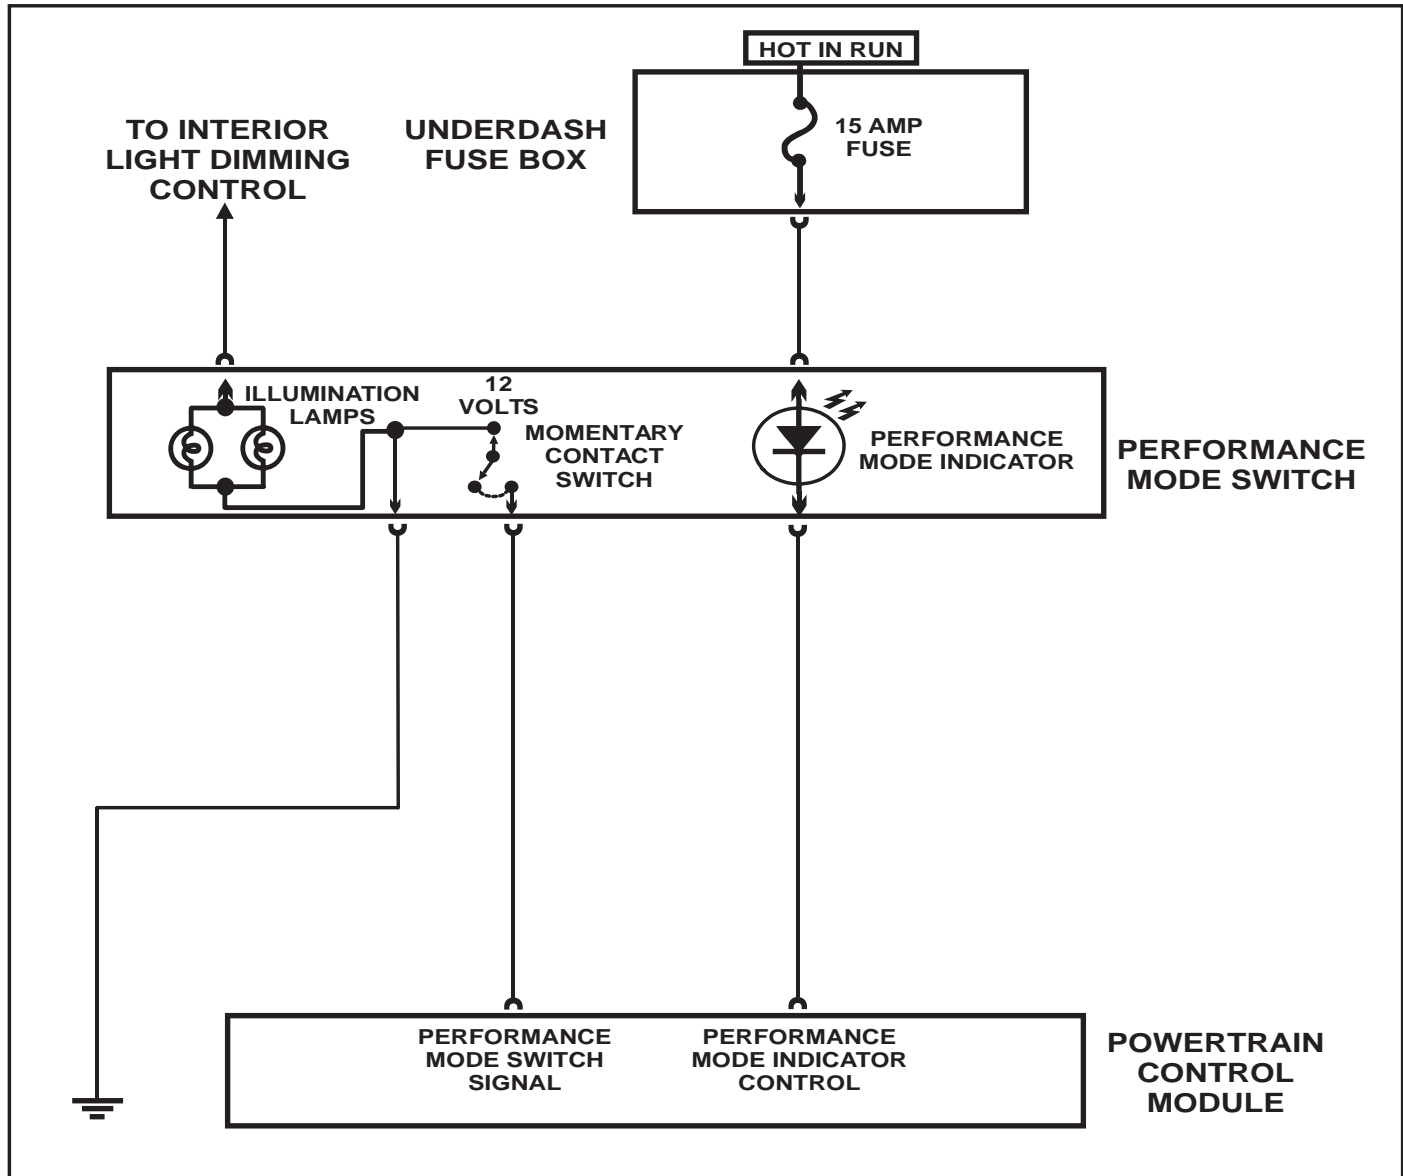 HOT IN RUN
15 AMP
FUSE
UNDERDASH
FUSE BOX
TO INTERIOR
LIGHT DIMMING
CONTROL
ILLUMINATION
LAMPS
12
VOLTS
MOMENTARY
CONTACT
SWITCH
PERFORMANCE
MODE INDICATOR
PERFORMANCE
MODE SWITCH
PERFORMANCE
MODE SWITCH
SIGNAL
PERFORMANCE
MODE INDICATOR
CONTROL
POWERTRAIN
CONTROL
MODULE